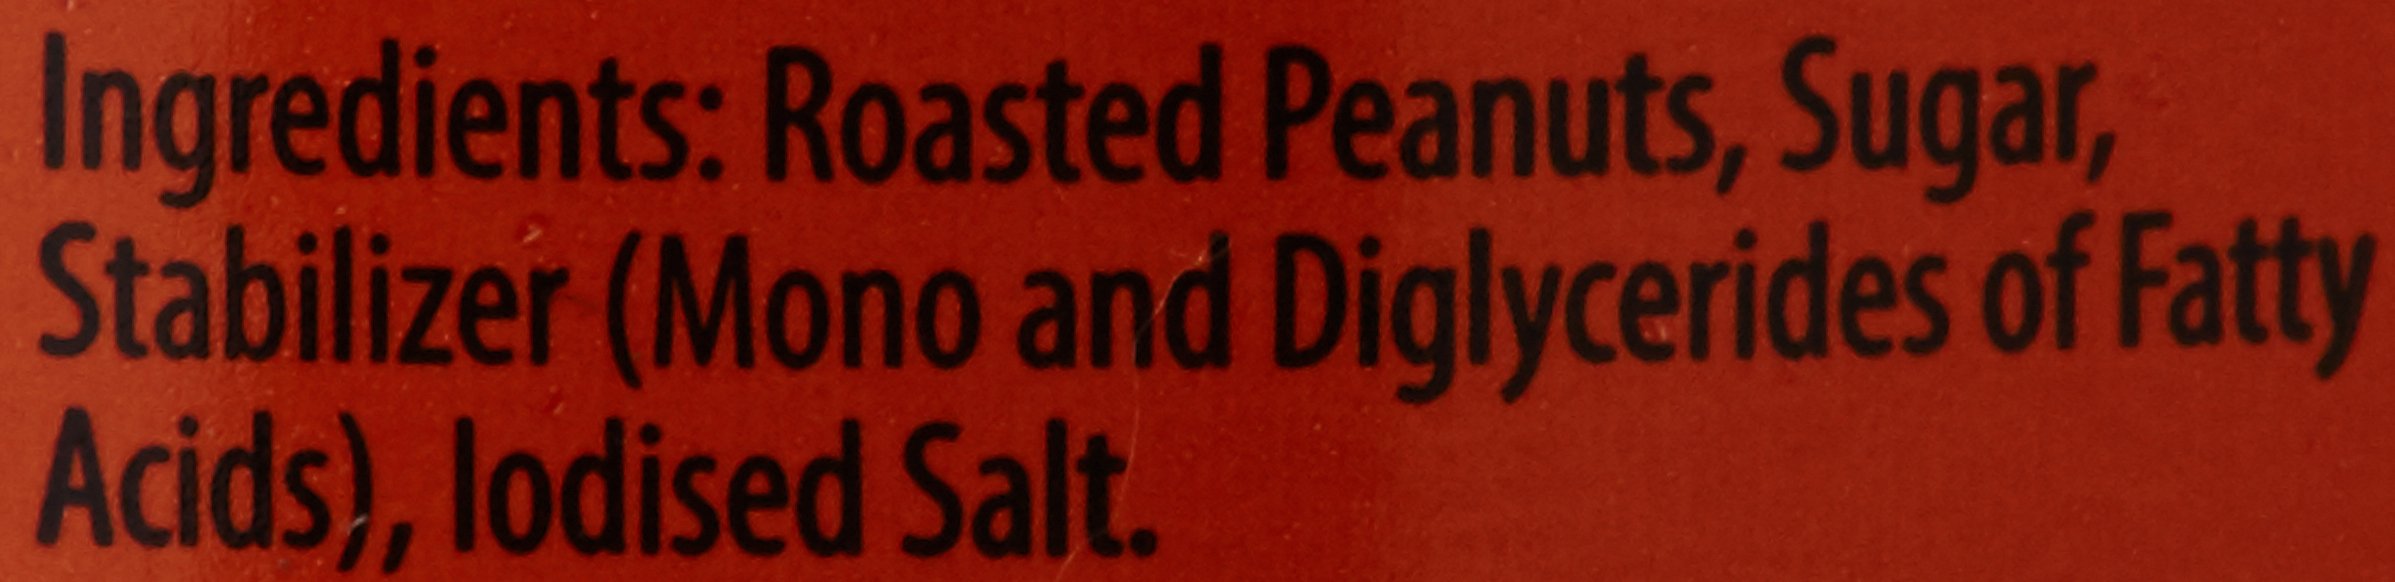 Ingredients: Roasted Peanuts, Sugar,
Stabilizer (Mono and Diglycerides of Fatty
Acids), Iodised Salt.